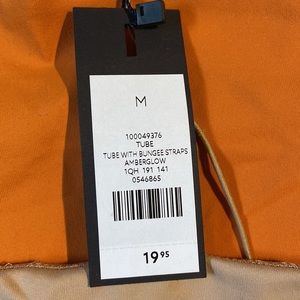 M
100049376
TUBE
TUBE WITH BUNGEE STRAPS
AMBERGLOW
1QH 191 141
0546865
19 95